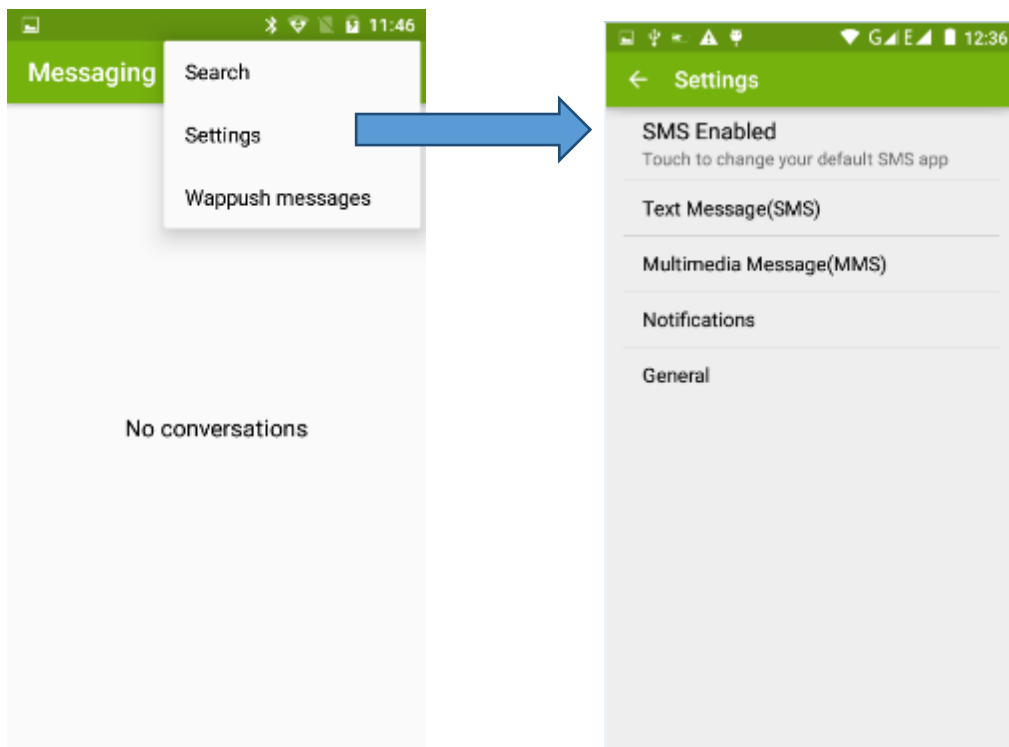 11:46
Messaging
Search
Settings
Wappush messages
No conversations
G E 12:36
Settings
SMS Enabled
Touch to change your default SMS app
Text Message(SMS)
Multimedia Message(MMS)
Notifications
General